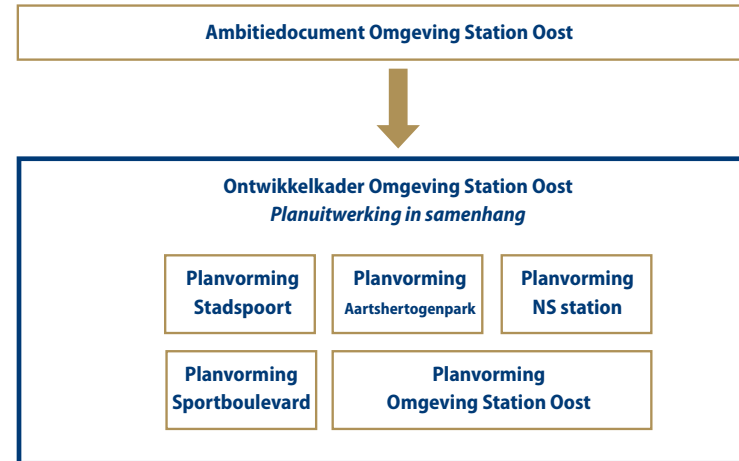 Ambitiedocument Omgeving Station Oost
Ontwikkelkader Omgeving Station Oost
Planuitwerking in samenhang
Planvorming
Stadspoort
Planvorming
Aartshertogenpark
Planvorming
NS station
Planvorming
Sportboulevard
Planvorming
Omgeving Station Oost